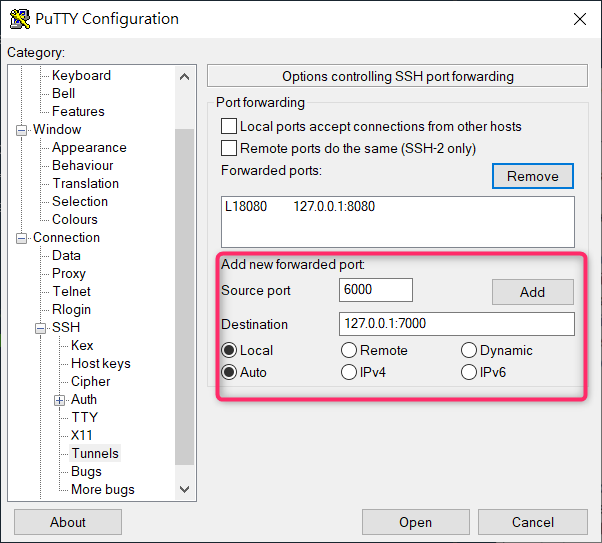 PuTTY Configuration
Category:
Keyboard
Bell
Features
Window
Appearance
Behaviour
Translation
Selection
Colours
Connection
Data
Proxy
Telnet
Rlogin
SSH
Kex
Host keys
Cipher
Auth
TTY
X11
Tunnels
Bugs
More bugs
Options controlling SSH port forwarding
Port forwarding
Local ports accept connections from other hosts
Remote ports do the same (SSH-2 only)
Forwarded ports: Remove
L18080 127.0.0.1:8080
Add new forwarded port:
Source port 6000 Add
Destination 127.0.0.1:7000
Local Remote Dynamic
Auto IPv4 IPv6
About Open Cancel